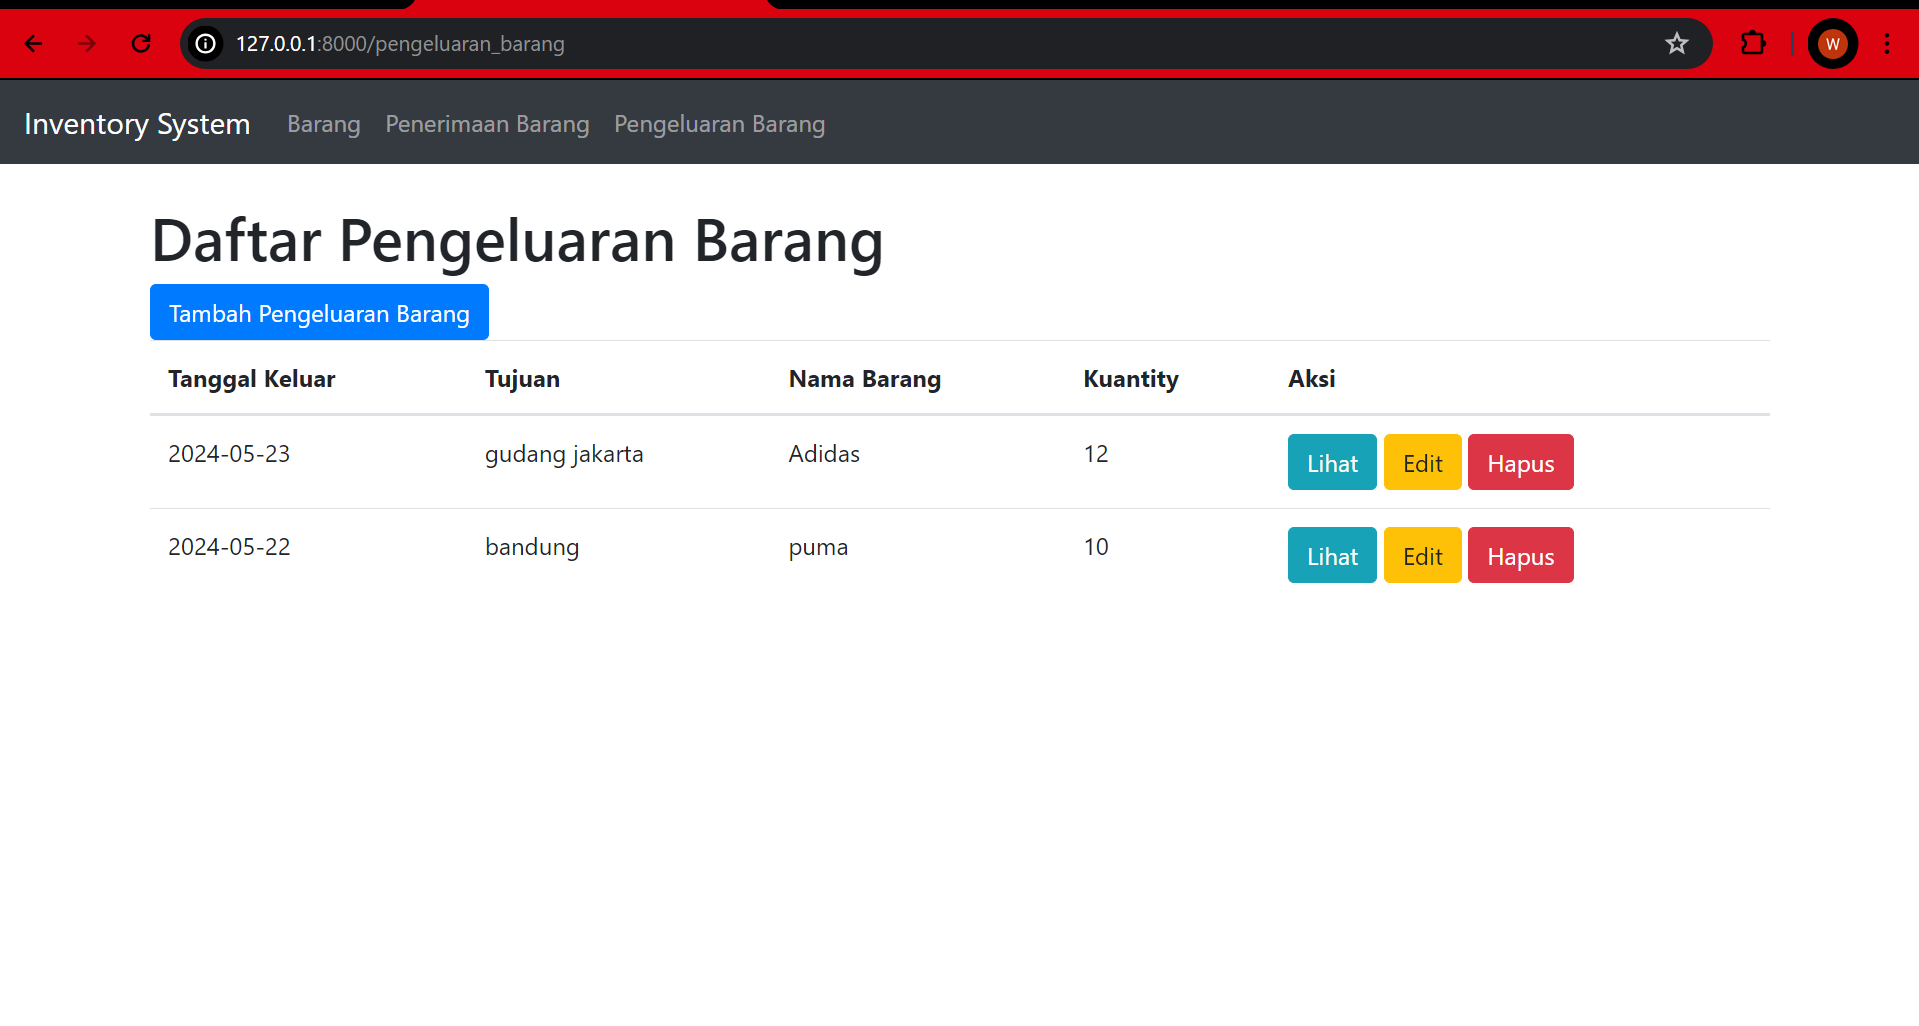 127.0.0.1:8000/pengeluaran_barang
W
Inventory System Barang Penerimaan Barang Pengeluaran Barang
Daftar Pengeluaran Barang
Tambah Pengeluaran Barang
Tanggal Keluar Tujuan Nama Barang Kuantity Aksi
2024-05-23 gudang jakarta Adidas 12 Lihat Edit Hapus
2024-05-22 bandung puma 10 Lihat Edit Hapus